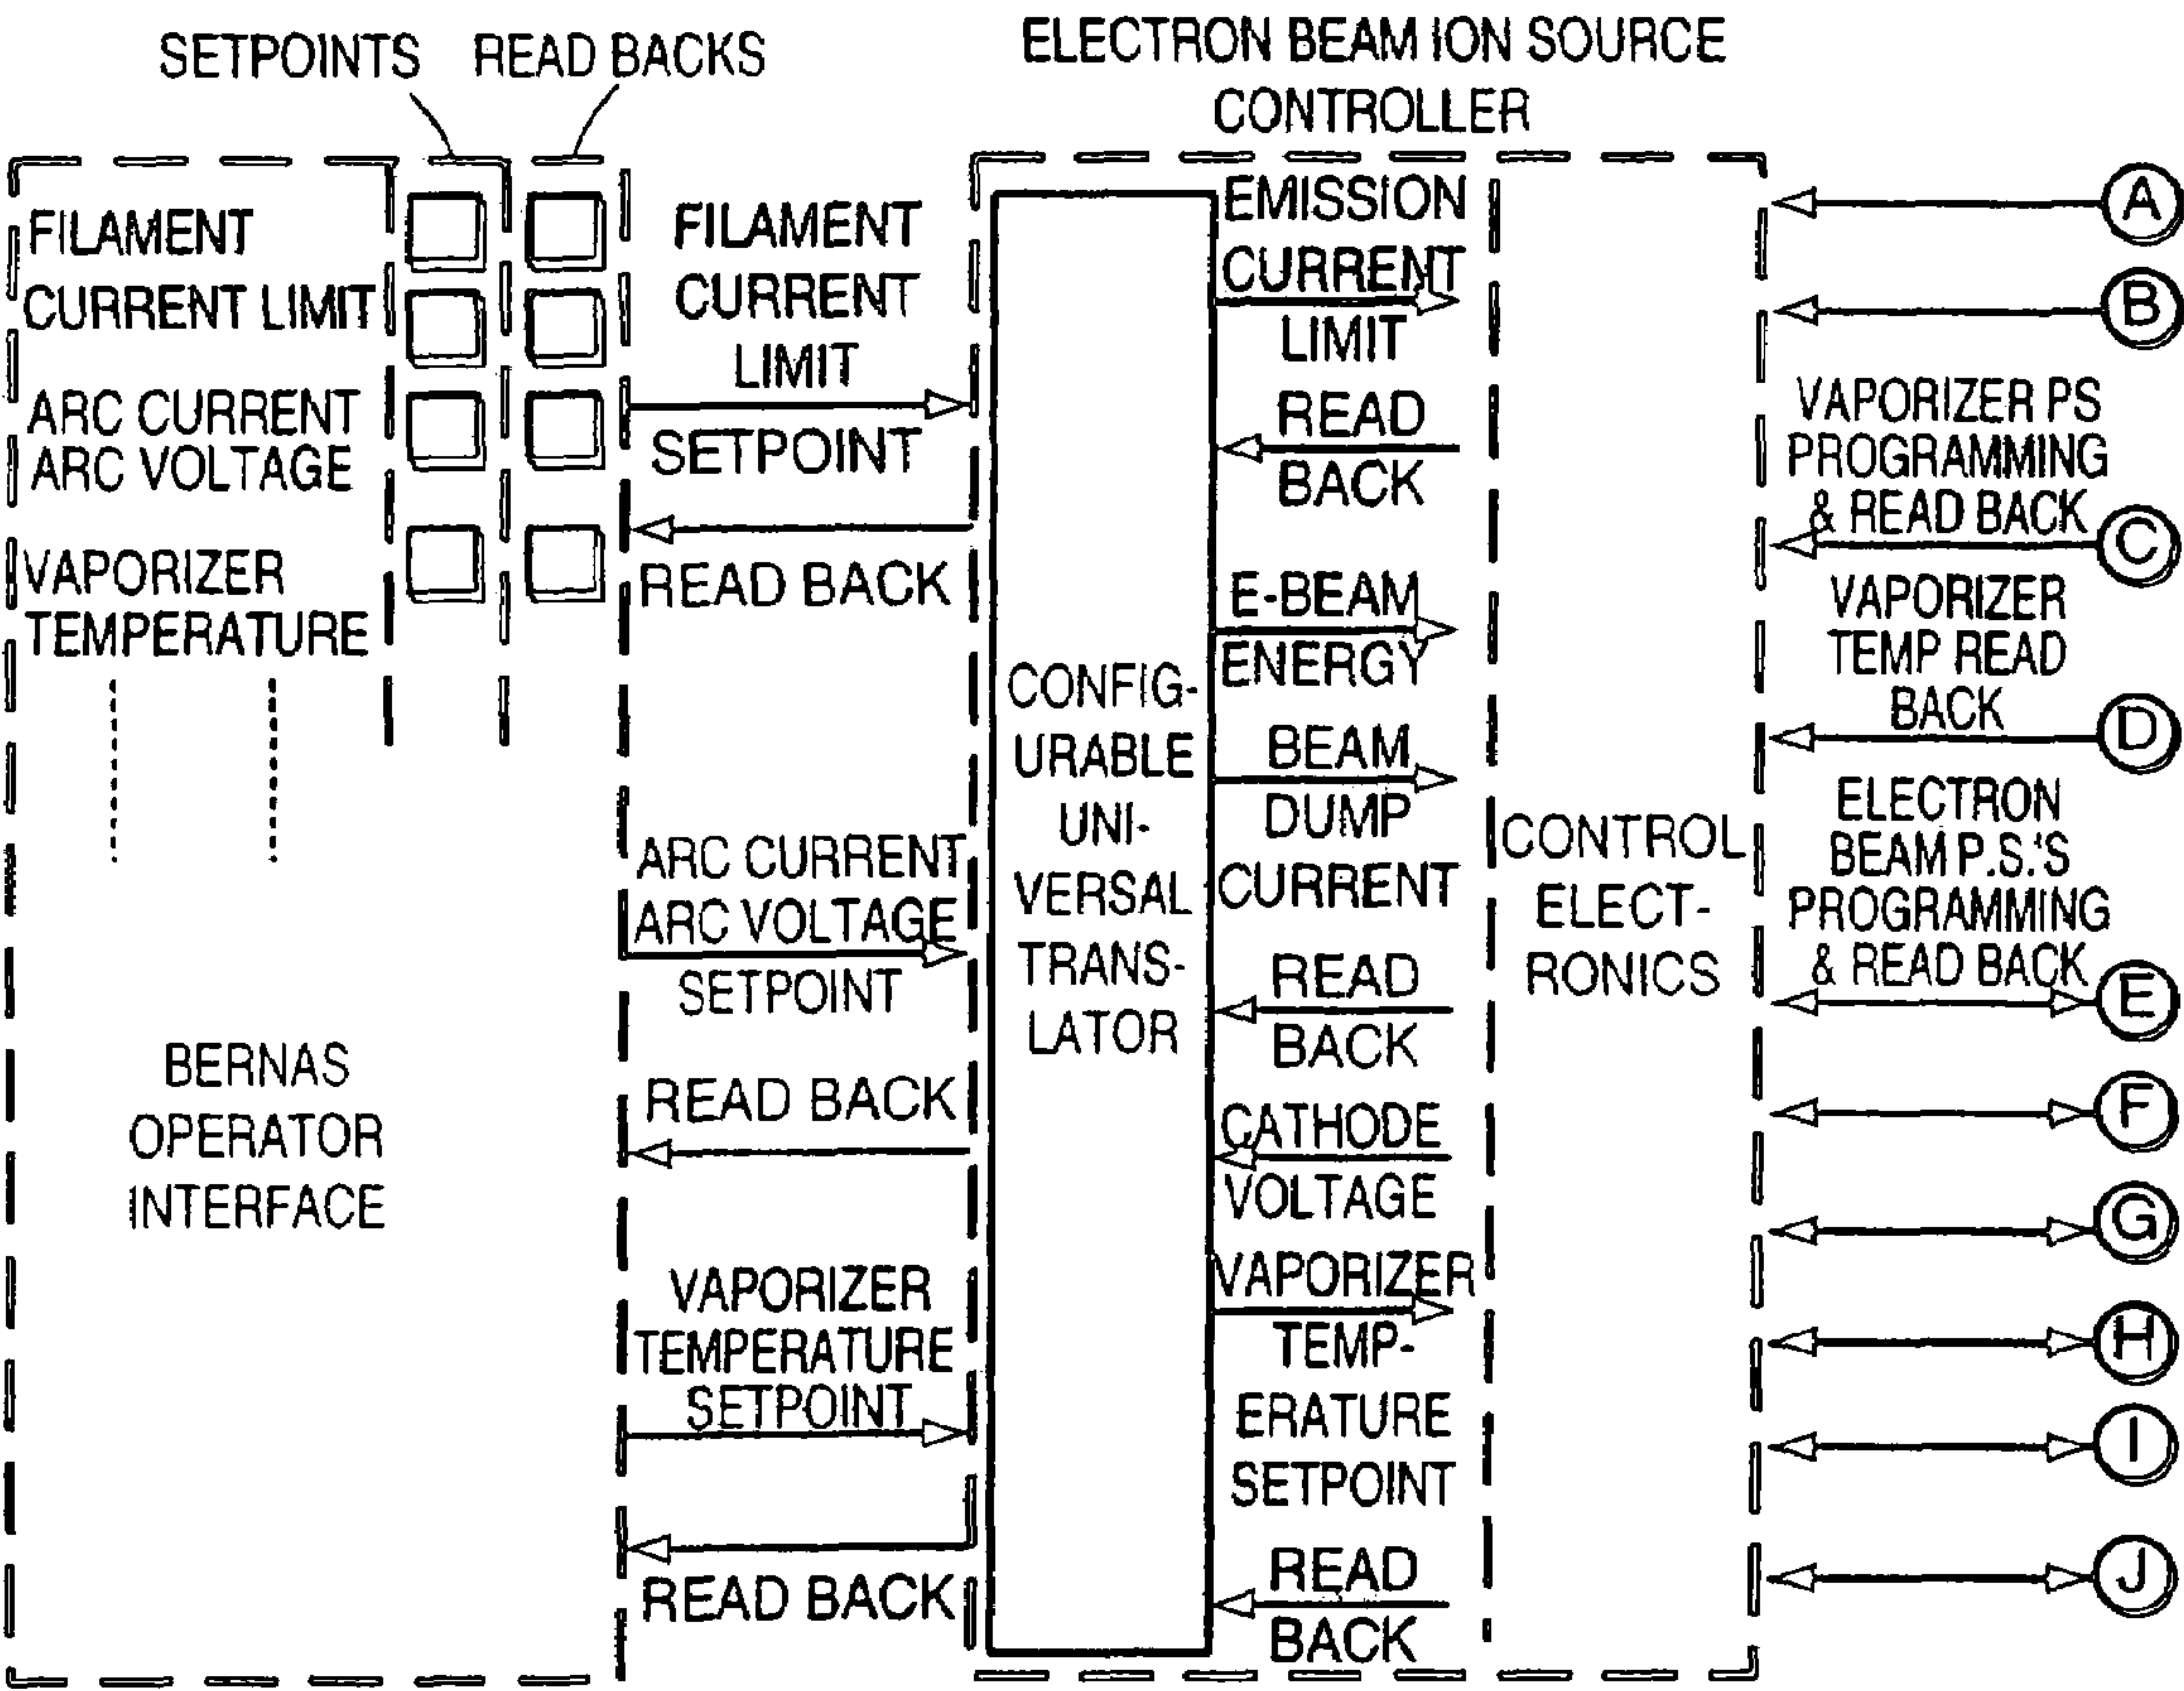 SETPOINTS
READ BACKS
ELECTRON BEAM ION SOURCE
CONTROLLER
FILAMENT
CURRENT LIMIT
ARC CURRENT
ARC VOLTAGE
VAPORIZER
TEMPERATURE
BERNAS
OPERATOR
INTERFACE
FILAMENT
CURRENT
LIMIT
SETPOINT
READ BACK
ARC CURRENT
ARC VOLTAGE
SETPOINT
READ BACK
VAPORIZER
TEMPERATURE
SETPOINT
READ BACK
CONFIG-
URABLE
UNI-
VERSAL
TRANS-
LATOR
EMISSION
CURRENT
LIMIT
READ
BACK
E-BEAM
ENERGY
BEAM
DUMP
CURRENT
READ
BACK
CATHODE
VOLTAGE
VAPORIZER
TEMP-
ERATURE
SETPOINT
READ
BACK
CONTROL
ELECT-
RONICS
A
B
VAPORIZER PS
PROGRAMMING
& READ BACK
C
VAPORIZER
TEMP READ
BACK
D
ELECTRON
BEAM P.S.'S
PROGRAMMING
& READ BACK
E
F
G
H
I
J